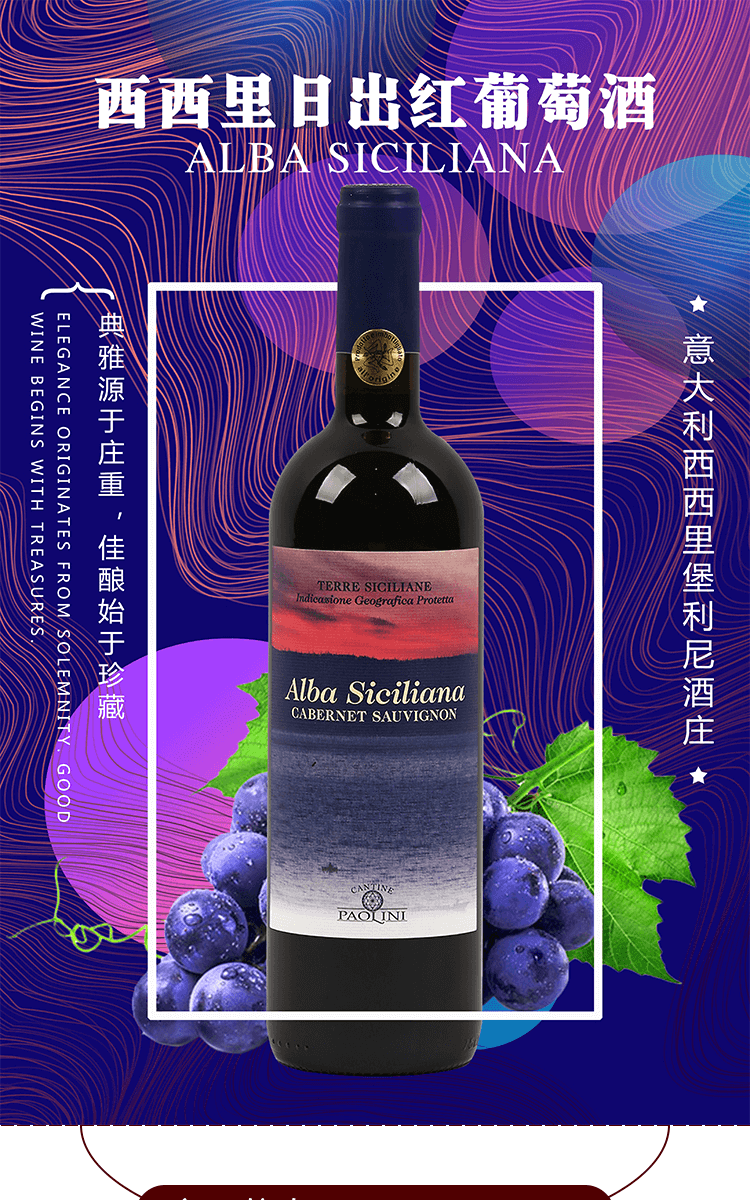 西西里日出红葡萄酒
ALBA SICILIANA
典雅源于庄重，佳酿始于珍藏
ELEGANCE ORIGINATES FROM SOLEMNITY. GOOD
WINE BEGINS WITH TREASURES.
★ 意大利西西里堡利尼酒庄 ★
all'origine
TERRE SICILIANE
Indicazione Geografica Protetta
Alba Siciliana
CABERNET SAUVIGNON
CANTINE
PAOLINI